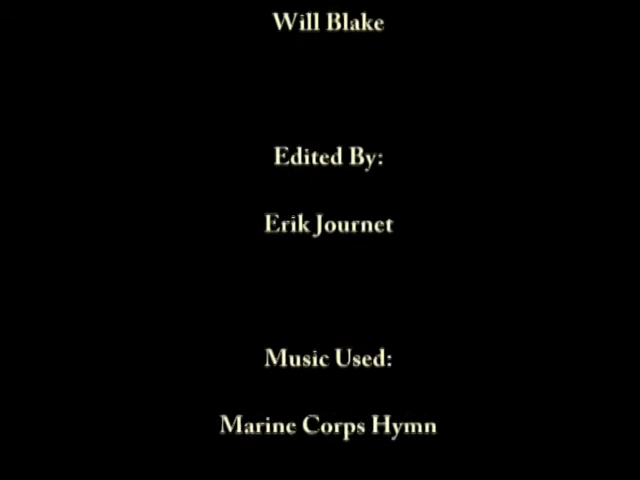 Will Blake
Edited By:
Erik Journet
Music Used:
Marine Corps Hymn